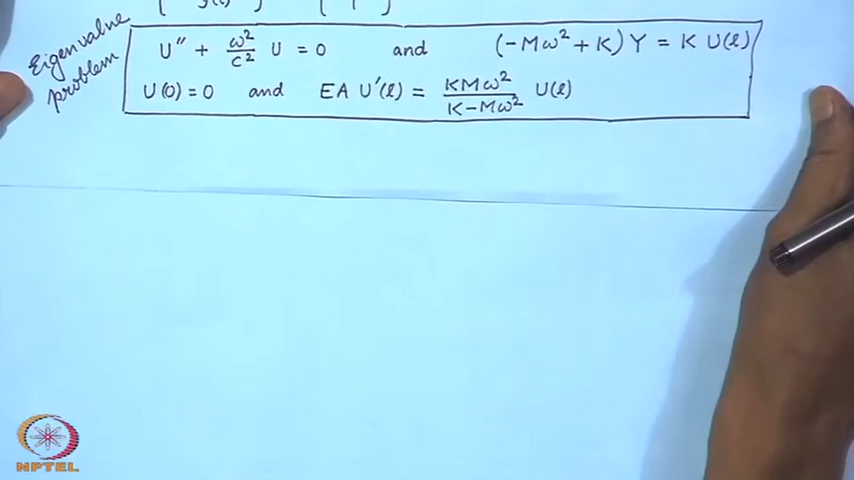 Eigenvalue problem
U″ + ω²/c² U = 0 and (-Mω² + K) Y = K U(l)
U(0) = 0 and EA U′(l) = KMω²/K-Mω² U(l)
NPTEL